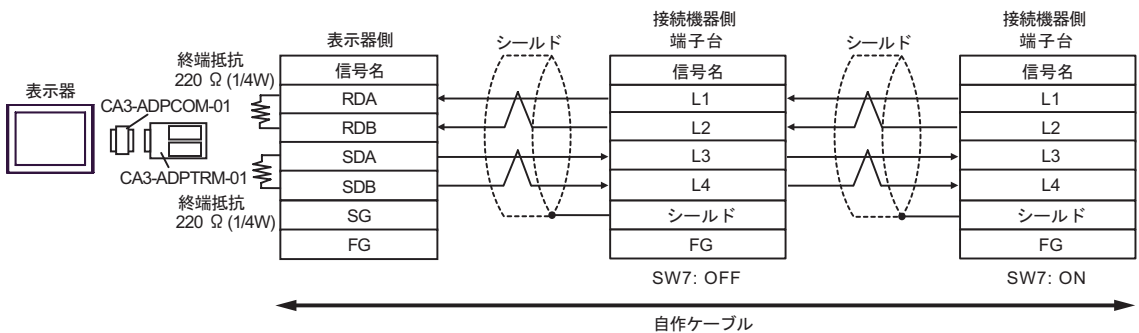 表示器
CA3-ADPCOM-01
CA3-ADPTRM-01
終端抵抗
220 Ω (1/4W)
終端抵抗
220 Ω (1/4W)
表示器側
信号名
RDA
RDB
SDA
SDB
SG
FG
シールド
接続機器側
端子台
信号名
L1
L2
L3
L4
シールド
FG
SW7: OFF
シールド
接続機器側
端子台
信号名
L1
L2
L3
L4
シールド
FG
SW7: ON
自作ケーブル